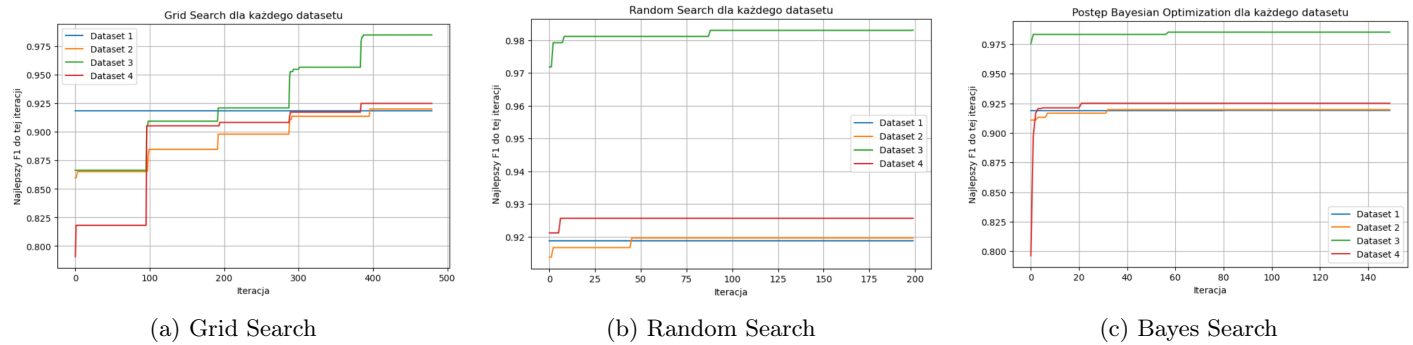 Grid Search dla każdego datasetu
Dataset 1
Dataset 2
Dataset 3
Dataset 4
Najlepszy F1 do tej iteracji
0.975
0.950
0.925
0.900
0.875
0.850
0.825
0.800
0
100
200
300
400
500
Iteracja
(a) Grid Search
Random Search dla każdego datasetu
Najlepszy F1 do tej iteracji
0.98
0.97
0.96
0.95
0.94
0.93
0.92
Dataset 1
Dataset 2
Dataset 3
Dataset 4
0
25
50
75
100
125
150
175
200
Iteracja
(b) Random Search
Postęp Bayesian Optimization dla każdego datasetu
Najlepszy F1 do tej iteracji
0.975
0.950
0.925
0.900
0.875
0.850
0.825
0.800
Dataset 1
Dataset 2
Dataset 3
Dataset 4
0
20
40
60
80
100
120
140
Iteracja
(c) Bayes Search